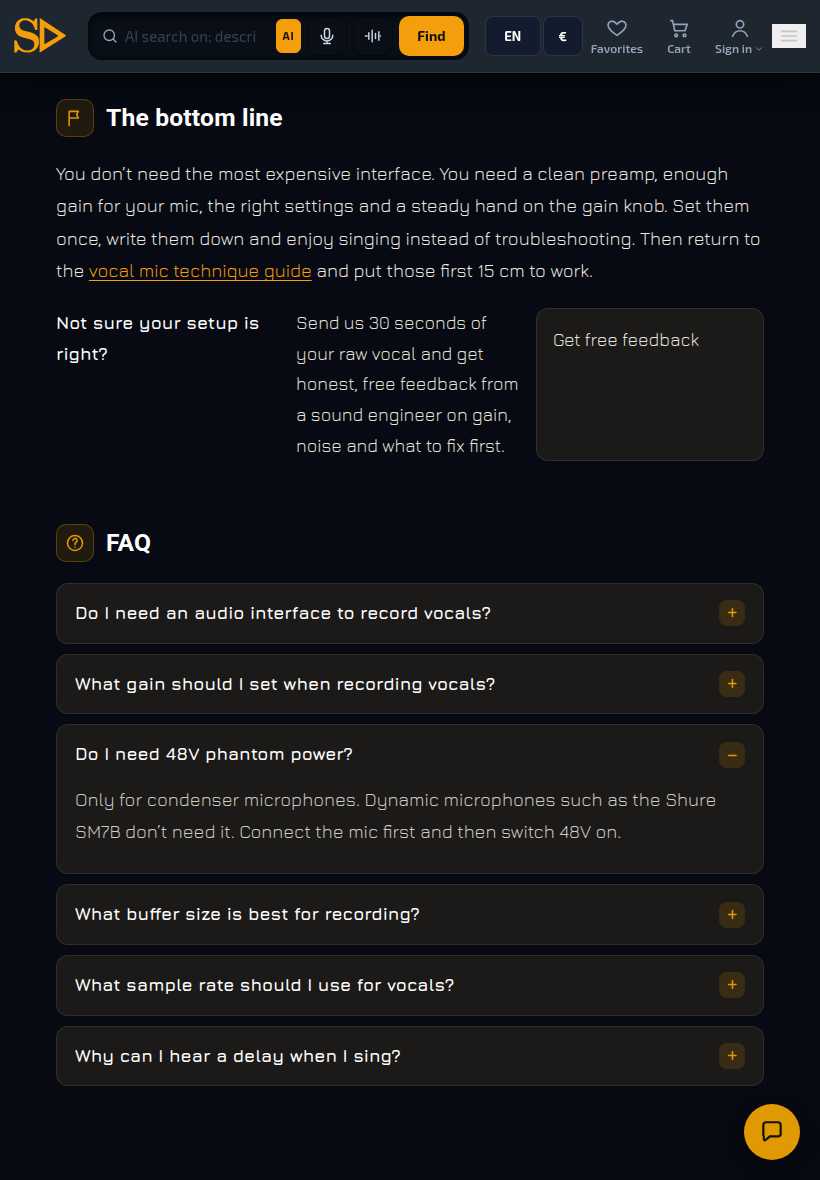 S
AI search on: descri
AI
Find
EN
€
Favorites
Cart
Sign in
The bottom line
You don't need the most expensive interface. You need a clean preamp, enough
gain for your mic, the right settings and a steady hand on the gain knob. Set them
once, write them down and enjoy singing instead of troubleshooting. Then return to
the vocal mic technique guide and put those first 15 cm to work.
Not sure your setup is
right?
Send us 30 seconds of
your raw vocal and get
honest, free feedback from
a sound engineer on gain,
noise and what to fix first.
Get free feedback
FAQ
Do I need an audio interface to record vocals?
+
What gain should I set when recording vocals?
+
Do I need 48V phantom power?
−
Only for condenser microphones. Dynamic microphones such as the Shure
SM7B don't need it. Connect the mic first and then switch 48V on.
What buffer size is best for recording?
+
What sample rate should I use for vocals?
+
Why can I hear a delay when I sing?
+